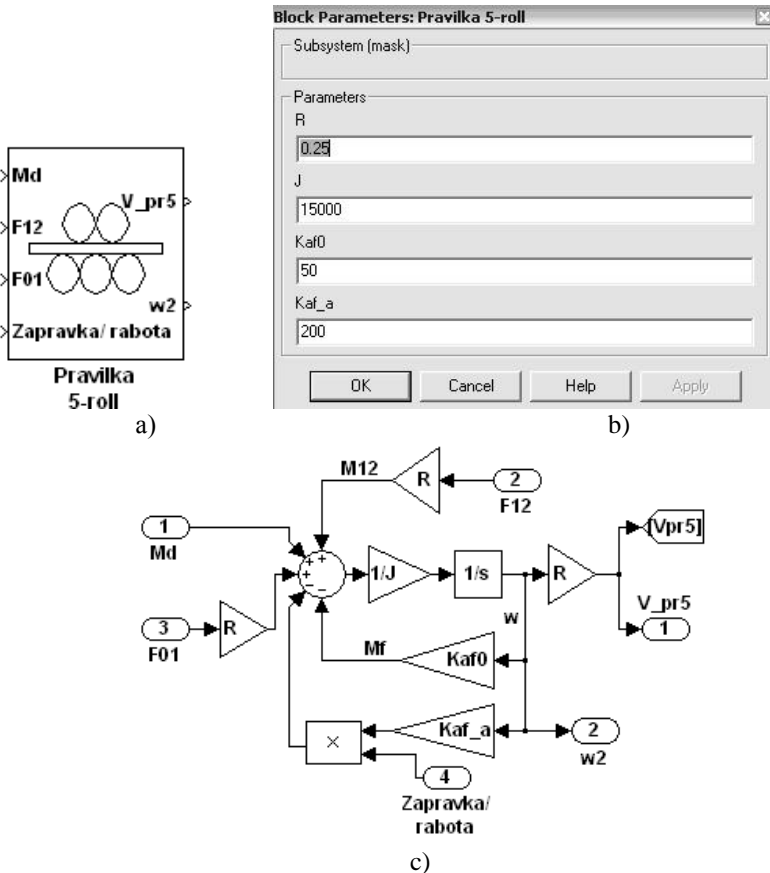 Md
F12
F01
Zapravka/ rabota
V_pr5
w2
Pravilka
5-roll
a)
Block Parameters: Pravilka 5-roll
Subsystem (mask)
Parameters
R
0.25
J
15000
Kaf0
50
Kaf_a
200
OK
Cancel
Help
Apply
b)
M12
R
2
F12
1
Md
1/J
1/s
R
[Vpr5]
V_pr5
1
3
F01
R
w
Mf
Kaf0
Kaf_a
×
2
w2
4
Zapravka/
rabota
c)